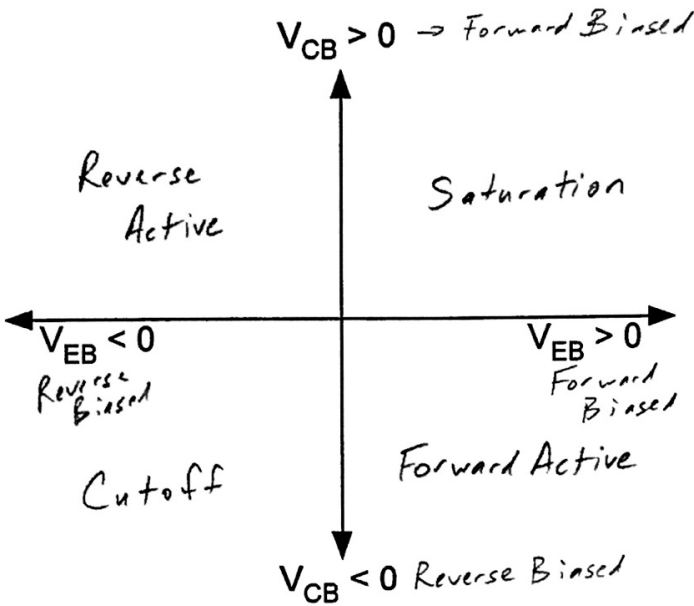 V_CB > 0 → Forward Biased
Reverse
Active
Saturation
V_EB < 0
V_EB > 0
Reverse
Biased
Forward
Biased
Cutoff
Forward Active
V_CB < 0 Reverse Biased